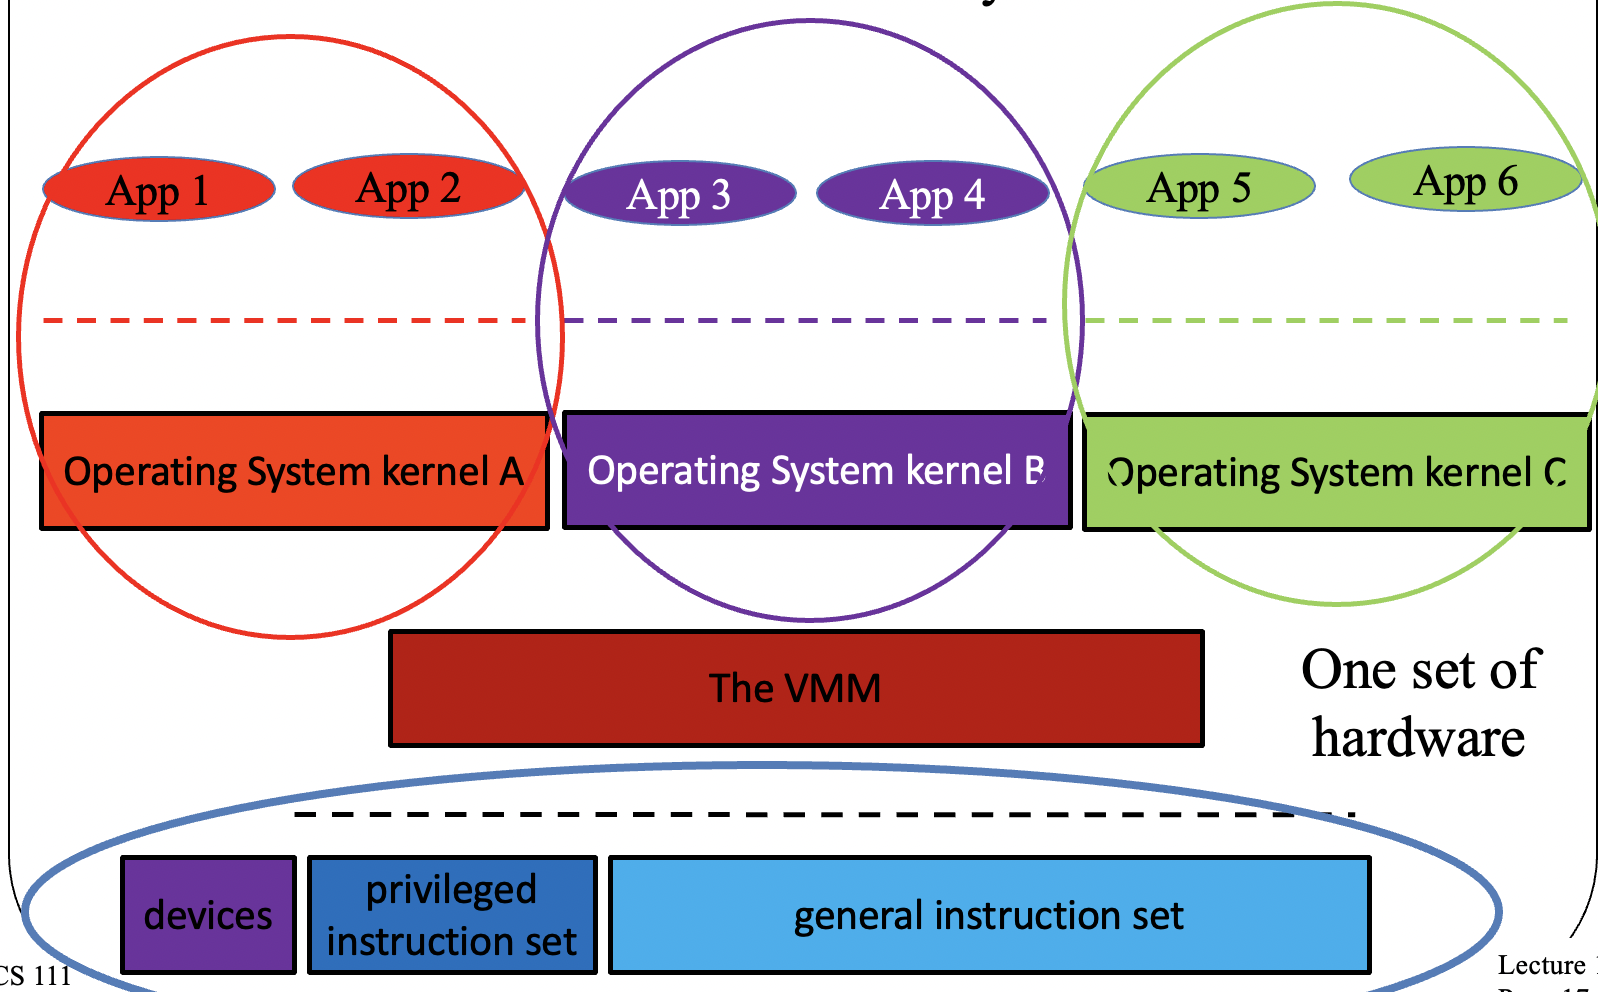 App 1
App 2
App 3
App 4
App 5
App 6
Operating System kernel A
Operating System kernel B
Operating System kernel C
The VMM
One set of
hardware
devices
privileged
instruction set
general instruction set
CS 111
Lecture